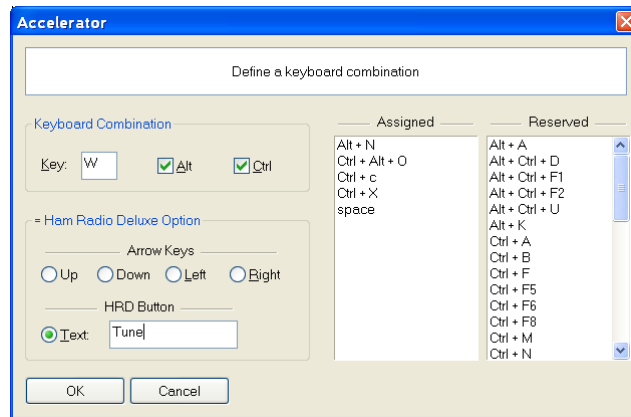 Accelerator
Define a keyboard combination
Keyboard Combination
Key: W Alt Ctrl
= Ham Radio Deluxe Option
Arrow Keys
Up Down Left Right
HRD Button
Text: Tune
Assigned
Alt + N
Ctrl + Alt + O
Ctrl + c
Ctrl + X
space
Reserved
Alt + A
Alt + Ctrl + D
Alt + Ctrl + F1
Alt + Ctrl + F2
Alt + Ctrl + U
Alt + K
Ctrl + A
Ctrl + B
Ctrl + F
Ctrl + F5
Ctrl + F6
Ctrl + F8
Ctrl + M
Ctrl + N
OK Cancel